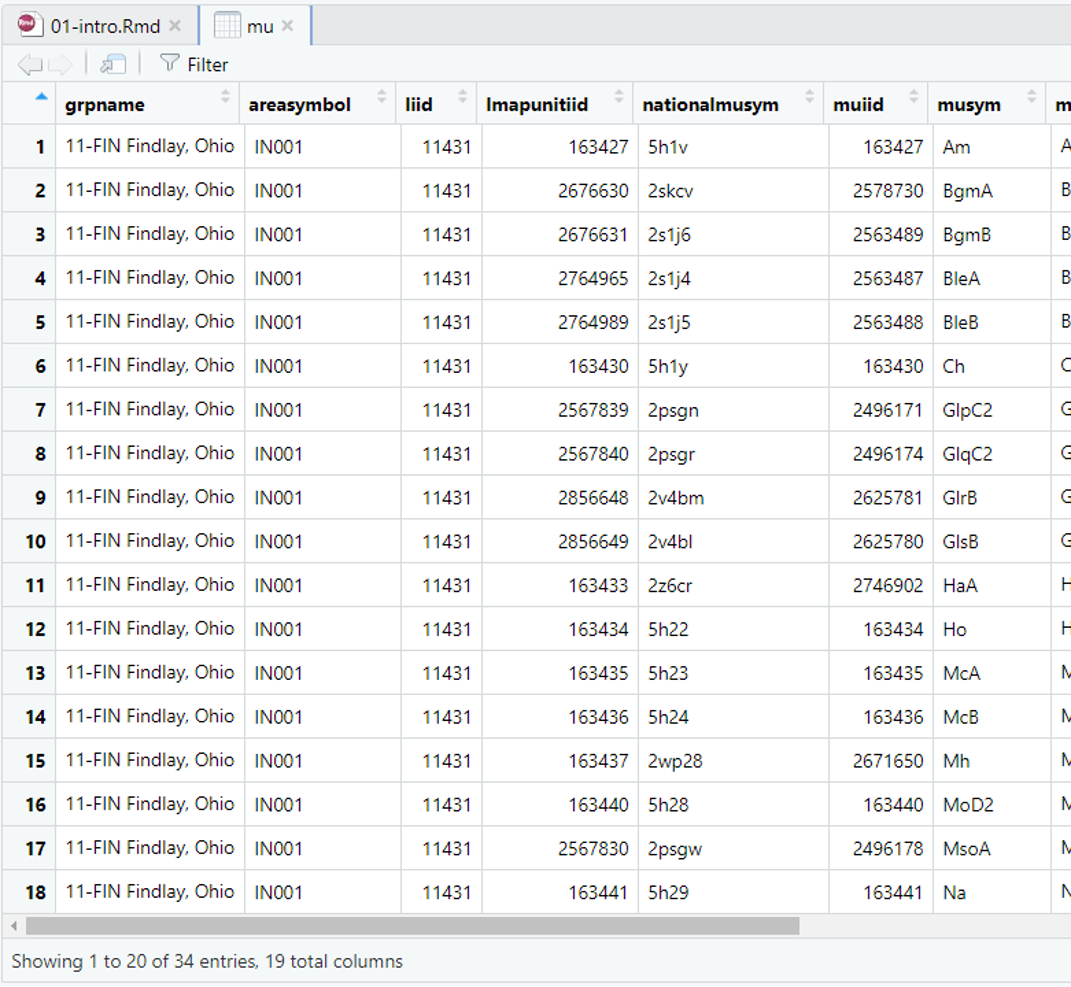 Rmd 01-intro.Rmd mu
Filter
grpname areasymbol liid lmapunitiid nationalmusym muiid musym m
1 11-FIN Findlay, Ohio IN001 11431 163427 5h1v 163427 Am A
2 11-FIN Findlay, Ohio IN001 11431 2676630 2skcv 2578730 BgmA B
3 11-FIN Findlay, Ohio IN001 11431 2676631 2s1j6 2563489 BgmB B
4 11-FIN Findlay, Ohio IN001 11431 2764965 2s1j4 2563487 BleA B
5 11-FIN Findlay, Ohio IN001 11431 2764989 2s1j5 2563488 BleB B
6 11-FIN Findlay, Ohio IN001 11431 163430 5h1y 163430 Ch C
7 11-FIN Findlay, Ohio IN001 11431 2567839 2psgn 2496171 GlpC2 G
8 11-FIN Findlay, Ohio IN001 11431 2567840 2psgr 2496174 GlqC2 G
9 11-FIN Findlay, Ohio IN001 11431 2856648 2v4bm 2625781 GlrB G
10 11-FIN Findlay, Ohio IN001 11431 2856649 2v4bl 2625780 GlsB G
11 11-FIN Findlay, Ohio IN001 11431 163433 2z6cr 2746902 HaA H
12 11-FIN Findlay, Ohio IN001 11431 163434 5h22 163434 Ho H
13 11-FIN Findlay, Ohio IN001 11431 163435 5h23 163435 McA M
14 11-FIN Findlay, Ohio IN001 11431 163436 5h24 163436 McB M
15 11-FIN Findlay, Ohio IN001 11431 163437 2wp28 2671650 Mh M
16 11-FIN Findlay, Ohio IN001 11431 163440 5h28 163440 MoD2 M
17 11-FIN Findlay, Ohio IN001 11431 2567830 2psgw 2496178 MsoA M
18 11-FIN Findlay, Ohio IN001 11431 163441 5h29 163441 Na N
Showing 1 to 20 of 34 entries, 19 total columns